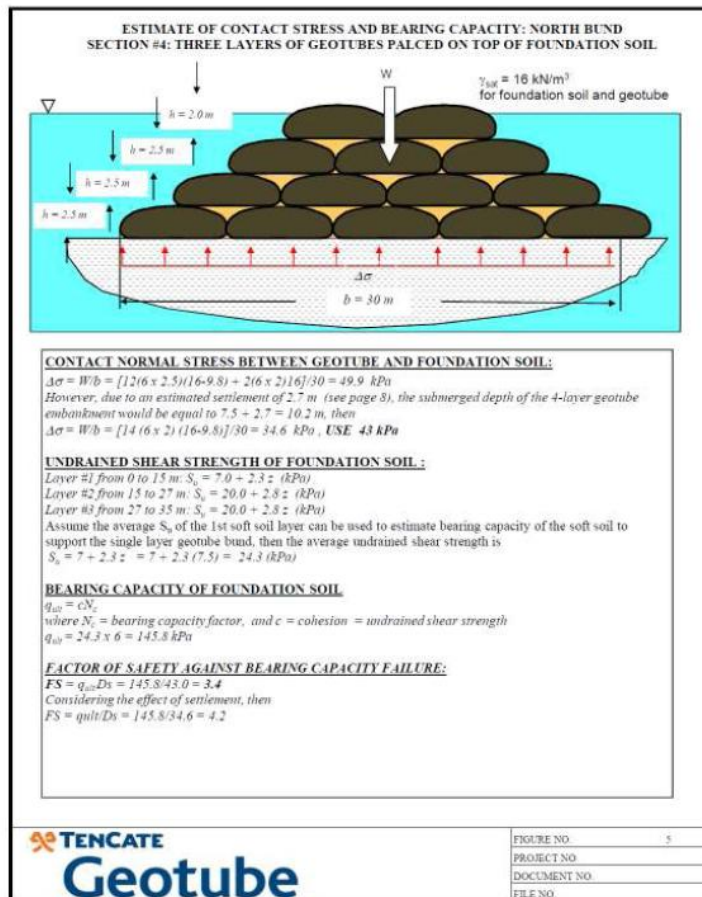 ESTIMATE OF CONTACT STRESS AND BEARING CAPACITY: NORTH BUND
SECTION #4: THREE LAYERS OF GEOTUBES PALCED ON TOP OF FOUNDATION SOIL
W
γsat = 16 kN/m³
for foundation soil and geotube
h = 2.0 m
h = 2.5 m
h = 2.5 m
h = 2.5 m
Δσ
b = 30 m
CONTACT NORMAL STRESS BETWEEN GEOTUBE AND FOUNDATION SOIL:
Δσ = W/b = [12(6 x 2.5)(16-9.8) + 2(6 x 2)16]/30 = 49.9 kPa
However, due to an estimated settlement of 2.7 m (see page 8), the submerged depth of the 4-layer geotube
embankment would be equal to 7.5 + 2.7 = 10.2 m, then
Δσ = W/b = [14 (6 x 2) (16-9.8)]/30 = 34.6 kPa , USE 43 kPa
UNDRAINED SHEAR STRENGTH OF FOUNDATION SOIL :
Layer #1 from 0 to 15 m: Su = 7.0 + 2.3 z (kPa)
Layer #2 from 15 to 27 m: Su = 20.0 + 2.8 z (kPa)
Layer #3 from 27 to 35 m: Su = 20.0 + 2.8 z (kPa)
Assume the average Su of the 1st soft soil layer can be used to estimate bearing capacity of the soft soil to
support the single layer geotube bund, then the average undrained shear strength is
Su = 7 + 2.3 z = 7 + 2.3 (7.5) = 24.3 (kPa)
BEARING CAPACITY OF FOUNDATION SOIL
qult = cNc
where Nc = bearing capacity factor, and c = cohesion = undrained shear strength
qult = 24.3 x 6 = 145.8 kPa
FACTOR OF SAFETY AGAINST BEARING CAPACITY FAILURE:
FS = qult/Ds = 145.8/43.0 = 3.4
Considering the effect of settlement, then
FS = qult/Ds = 145.8/34.6 = 4.2
TENCATE
Geotube
FIGURE NO. 5
PROJECT NO.
DOCUMENT NO.
FILE NO.